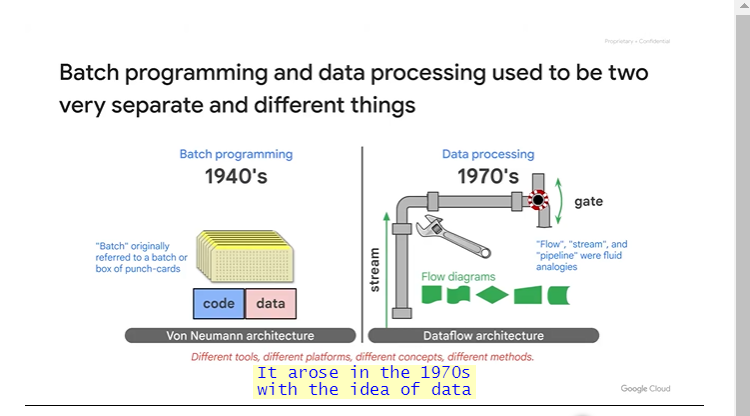 Proprietary + Confidential
Batch programming and data processing used to be two
very separate and different things
Batch programming
1940's
"Batch" originally
referred to a batch or
box of punch-cards
code
data
Von Neumann architecture
Data processing
1970's
gate
stream
"Flow", "stream", and
"pipeline" were fluid
analogies
Flow diagrams
Dataflow architecture
Different tools, different platforms, different concepts, different methods.
It arose in the 1970s
with the idea of data
Google Cloud